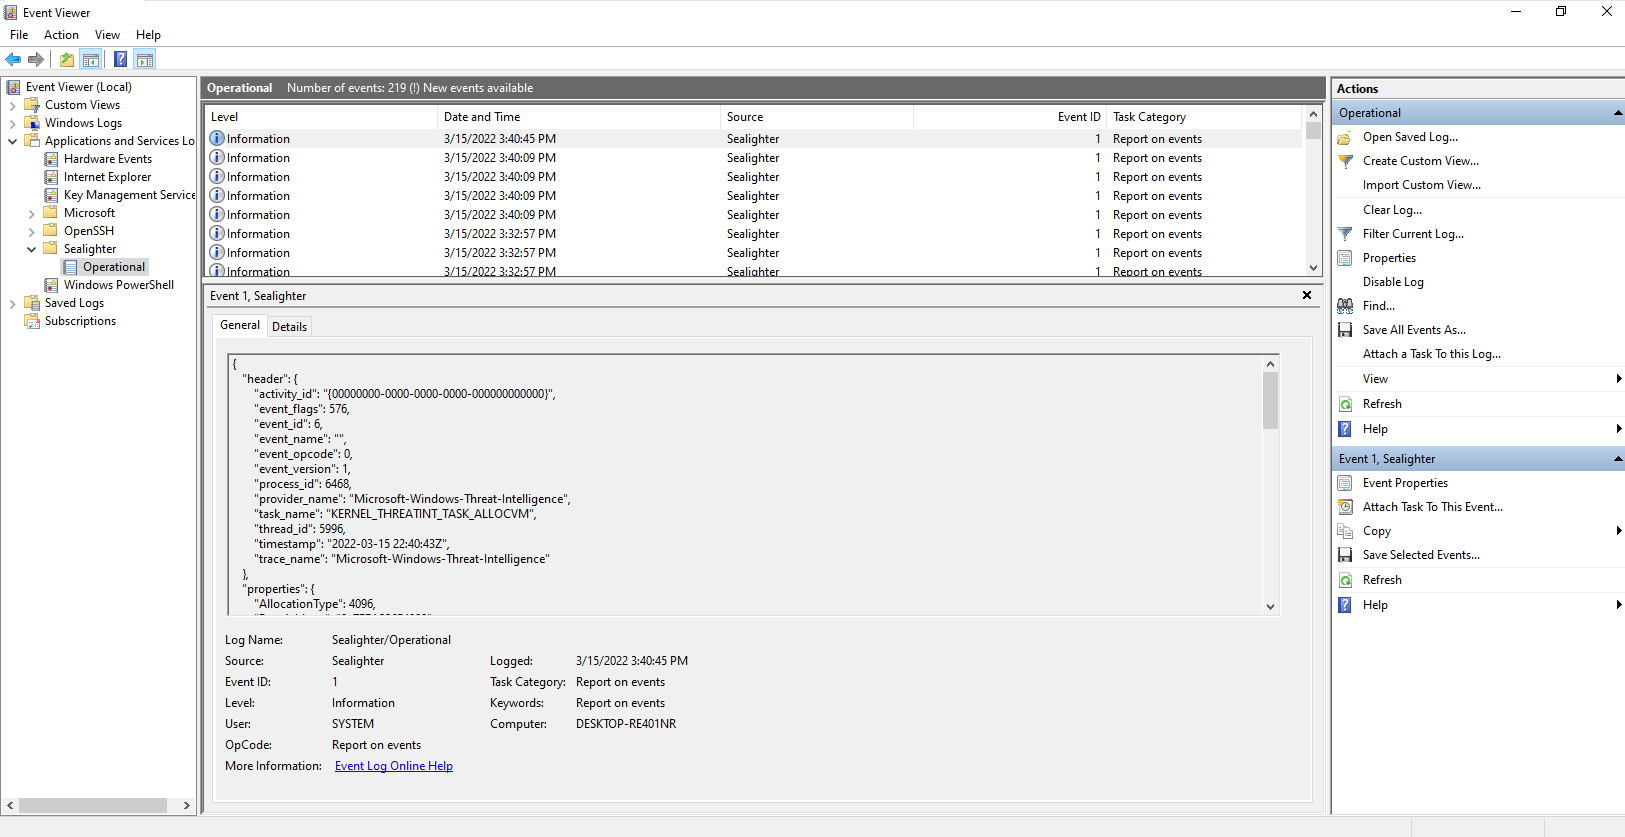 Event Viewer
File Action View Help
Event Viewer (Local)
Custom Views
Windows Logs
Applications and Services Lo
Hardware Events
Internet Explorer
Key Management Service
Microsoft
OpenSSH
Sealighter
Operational
Windows PowerShell
Saved Logs
Subscriptions
Operational Number of events: 219 (!) New events available
Level Date and Time Source Event ID Task Category
Information 3/15/2022 3:40:45 PM Sealighter 1 Report on events
Information 3/15/2022 3:40:09 PM Sealighter 1 Report on events
Information 3/15/2022 3:40:09 PM Sealighter 1 Report on events
Information 3/15/2022 3:40:09 PM Sealighter 1 Report on events
Information 3/15/2022 3:40:09 PM Sealighter 1 Report on events
Information 3/15/2022 3:32:57 PM Sealighter 1 Report on events
Information 3/15/2022 3:32:57 PM Sealighter 1 Report on events
Information 3/15/2022 3:32:57 PM Sealighter 1 Report on events
Event 1, Sealighter
General Details
{
"header": {
"activity_id": "{00000000-0000-0000-0000-000000000000}",
"event_flags": 576,
"event_id": 6,
"event_name": "",
"event_opcode": 0,
"event_version": 1,
"process_id": 6468,
"provider_name": "Microsoft-Windows-Threat-Intelligence",
"task_name": "KERNEL_THREATINT_TASK_ALLOCVM",
"thread_id": 5996,
"timestamp": "2022-03-15 22:40:43Z",
"trace_name": "Microsoft-Windows-Threat-Intelligence"
},
"properties": {
"AllocationType": 4096,
Log Name: Sealighter/Operational
Source: Sealighter Logged: 3/15/2022 3:40:45 PM
Event ID: 1 Task Category: Report on events
Level: Information Keywords: Report on events
User: SYSTEM Computer: DESKTOP-RE401NR
OpCode: Report on events
More Information: Event Log Online Help
Actions
Operational
Open Saved Log...
Create Custom View...
Import Custom View...
Clear Log...
Filter Current Log...
Properties
Disable Log
Find...
Save All Events As...
Attach a Task To this Log...
View
Refresh
Help
Event 1, Sealighter
Event Properties
Attach Task To This Event...
Copy
Save Selected Events...
Refresh
Help